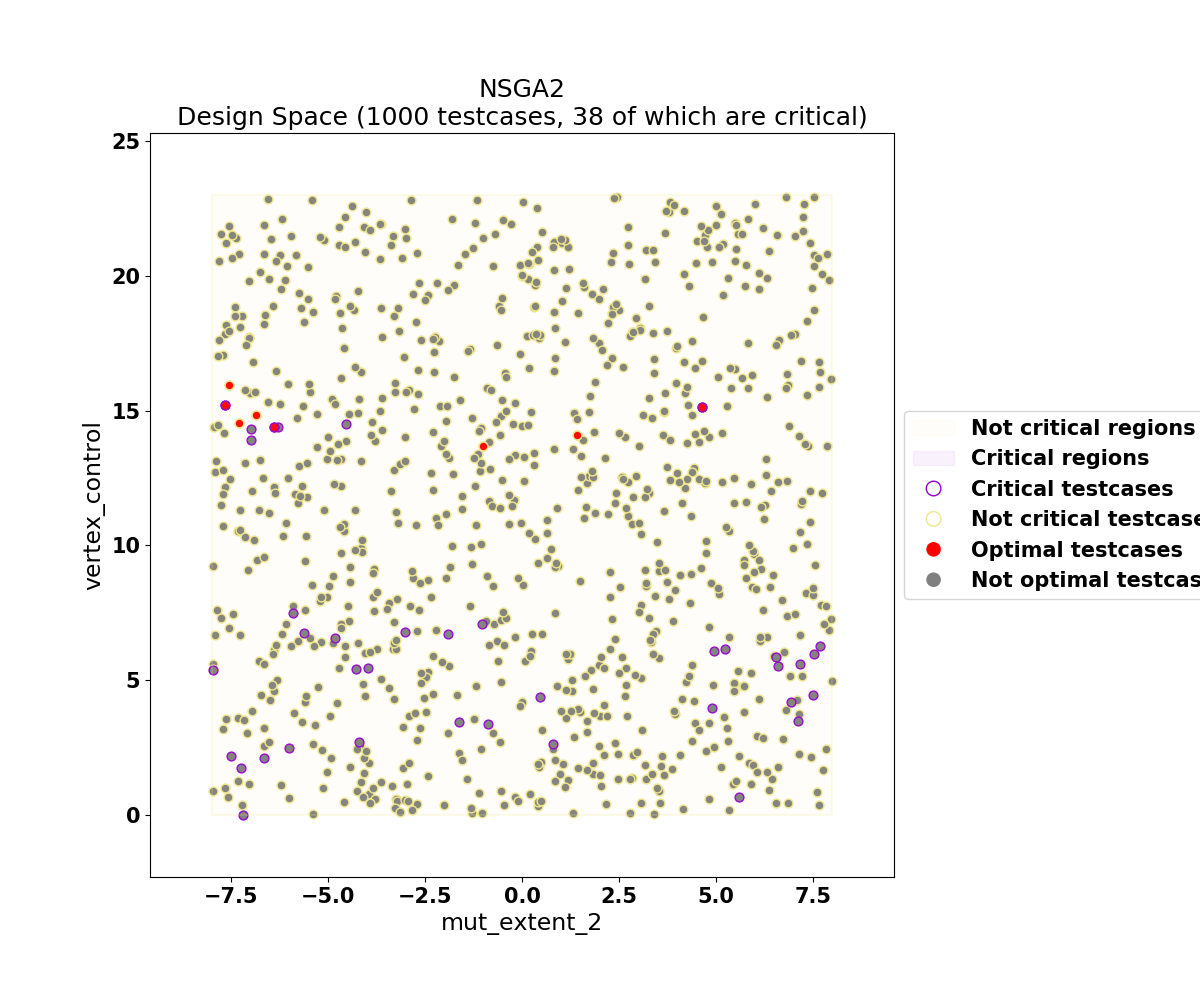 NSGA2
Design Space (1000 testcases, 38 of which are critical)
25
20
15
10
5
0
vertex_control
−7.5
−5.0
−2.5
0.0
2.5
5.0
7.5
mut_extent_2
Not critical regions
Critical regions
Critical testcases
Not critical testcase
Optimal testcases
Not optimal testcas